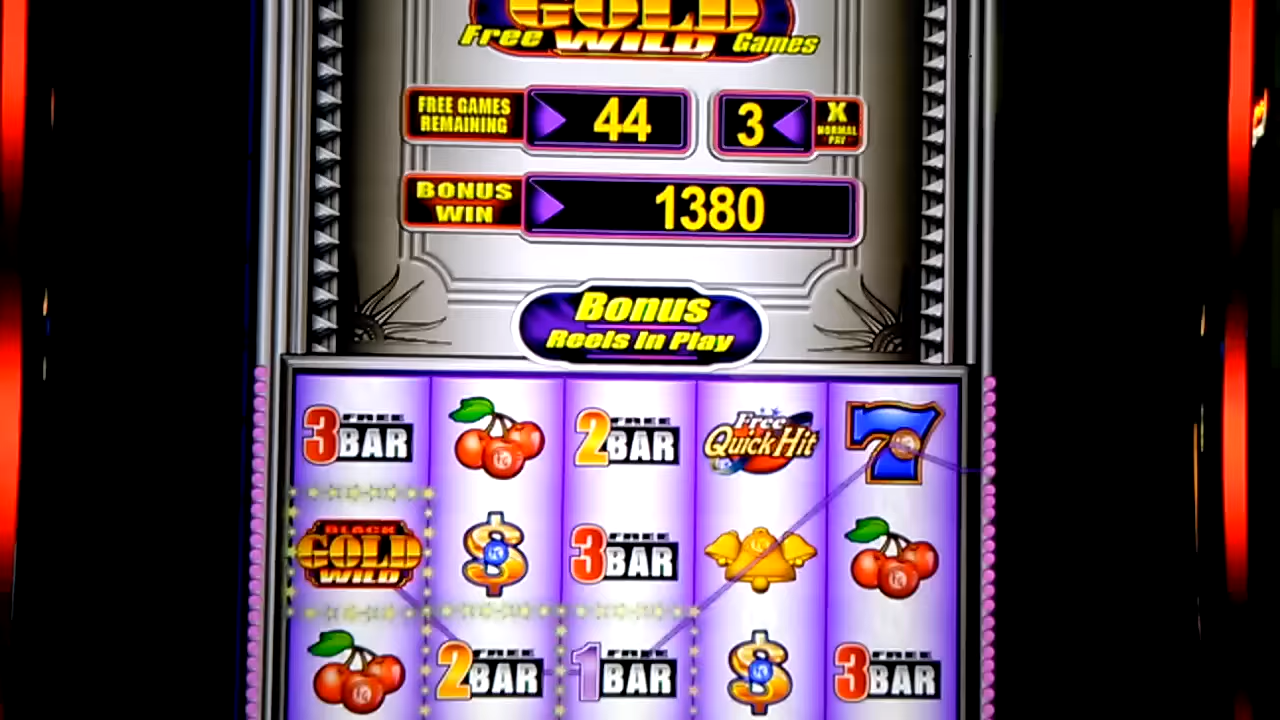 GOLD
Free WILD Games
FREE GAMES
REMAINING
44
3
X
NORMAL
PAY
BONUS
WIN
1380
Bonus
Reels In Play
3 FREE BAR
2 FREE BAR
Free
Quick Hit
7
BLACK
GOLD
WILD
$
3 FREE BAR
2 FREE BAR
1 FREE BAR
$
3 FREE BAR